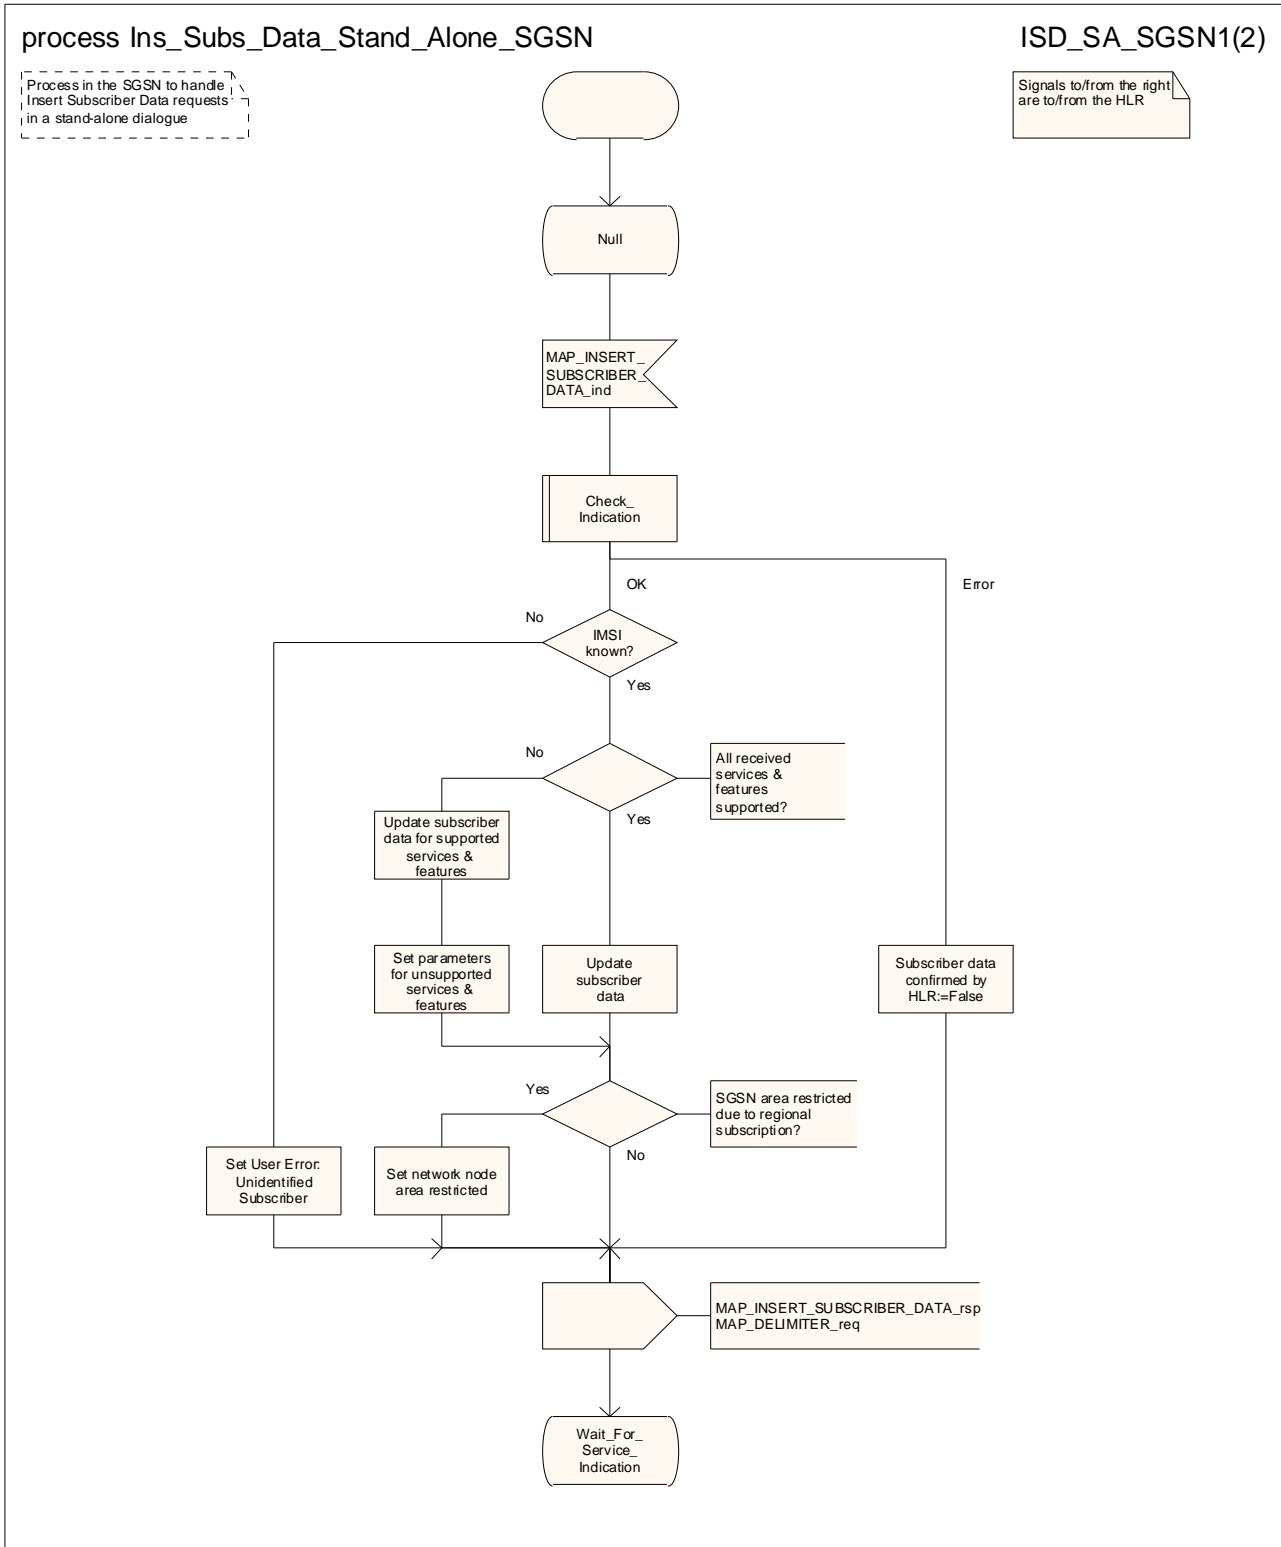 process Ins_Subs_Data_Stand_Alone_SGSN
ISD_SA_SGSN1(2)
Process in the SGSN to handle
Insert Subscriber Data requests
in a stand-alone dialogue
Signals to/from the right
are to/from the HLR
Null
MAP_INSERT_
SUBSCRIBER_
DATA_ind
Check_
Indication
OK
Error
No
IMSI
known?
Yes
No
All received
services &
features
supported?
Yes
Update subscriber
data for supported
services &
features
Set parameters
for unsupported
services &
features
Update
subscriber
data
Subscriber data
confirmed by
HLR:=False
Yes
SGSN area restricted
due to regional
subscription?
No
Set User Error:
Unidentified
Subscriber
Set network node
area restricted
MAP_INSERT_SUBSCRIBER_DATA_rsp
MAP_DELIMITER_req
Wait_For_
Service_
Indication